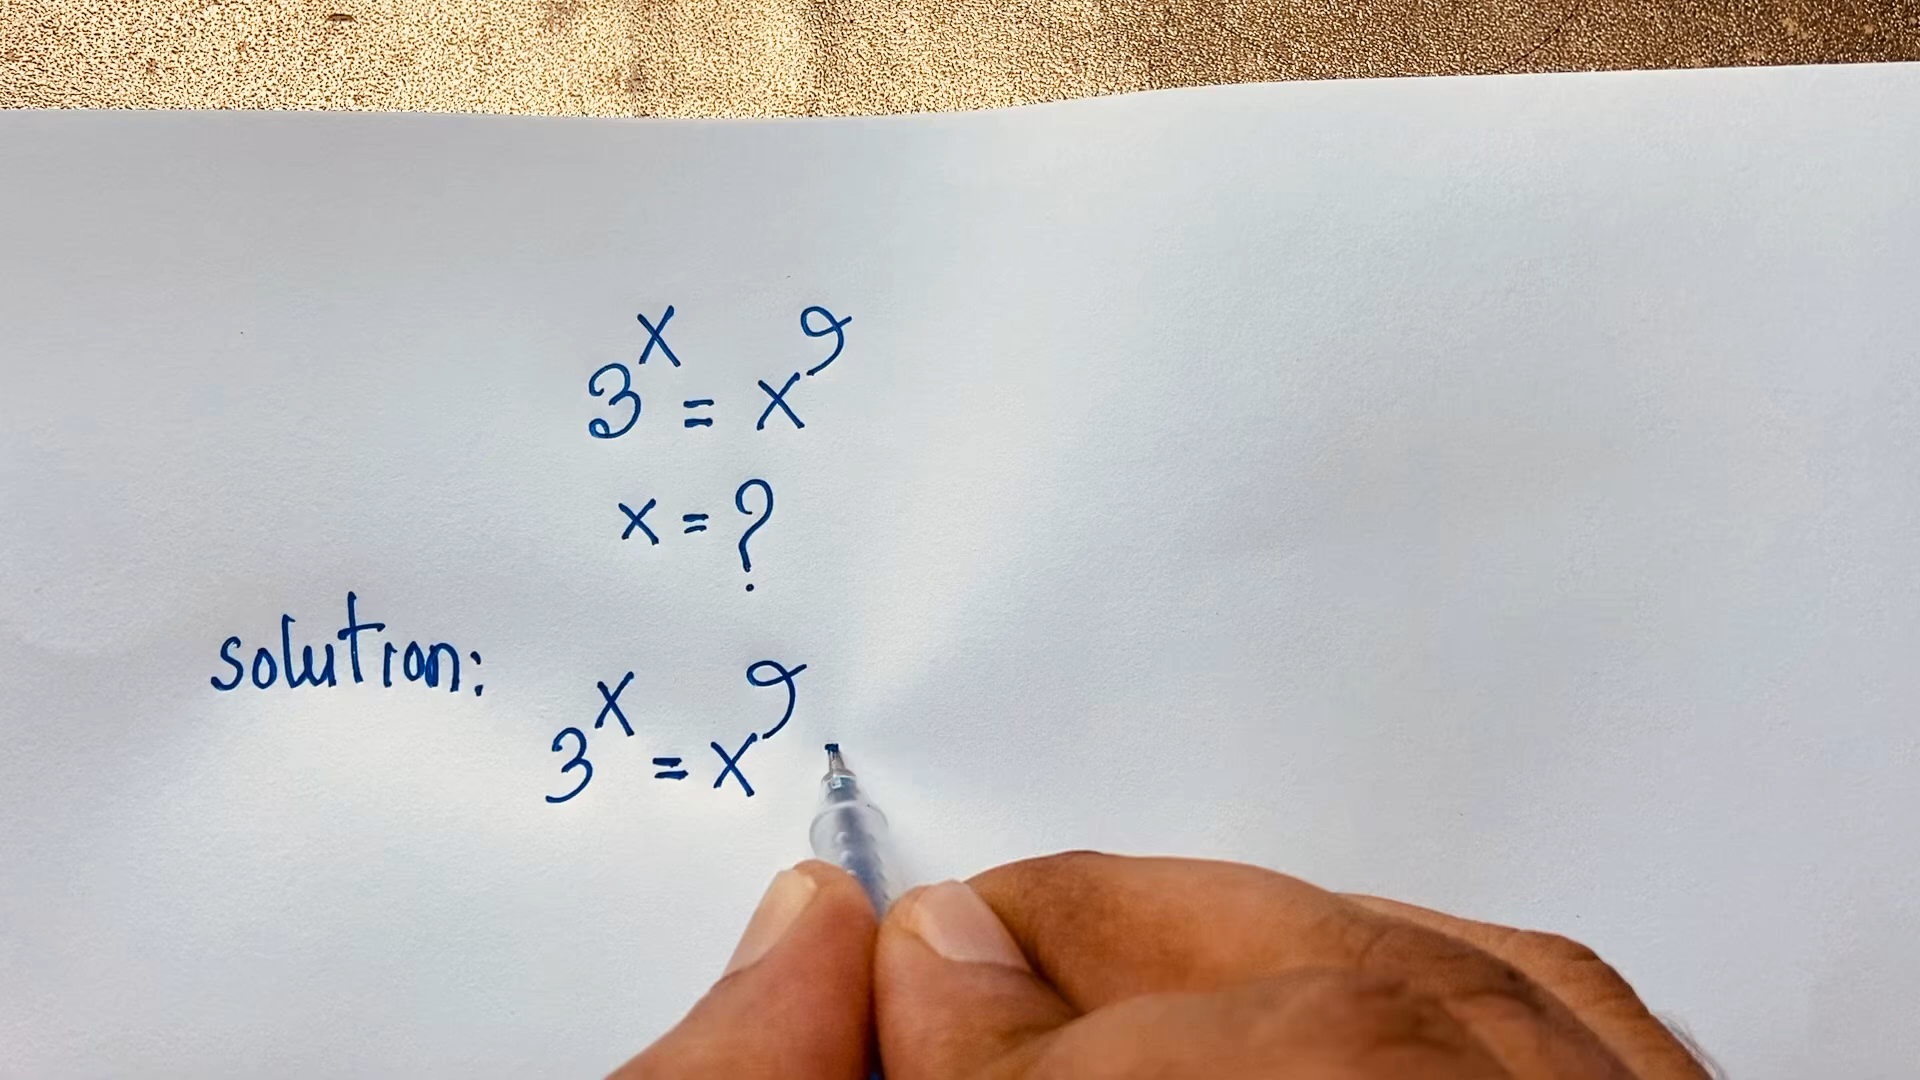 3^x = x^9
x = ?
solution:
3^x = x^9